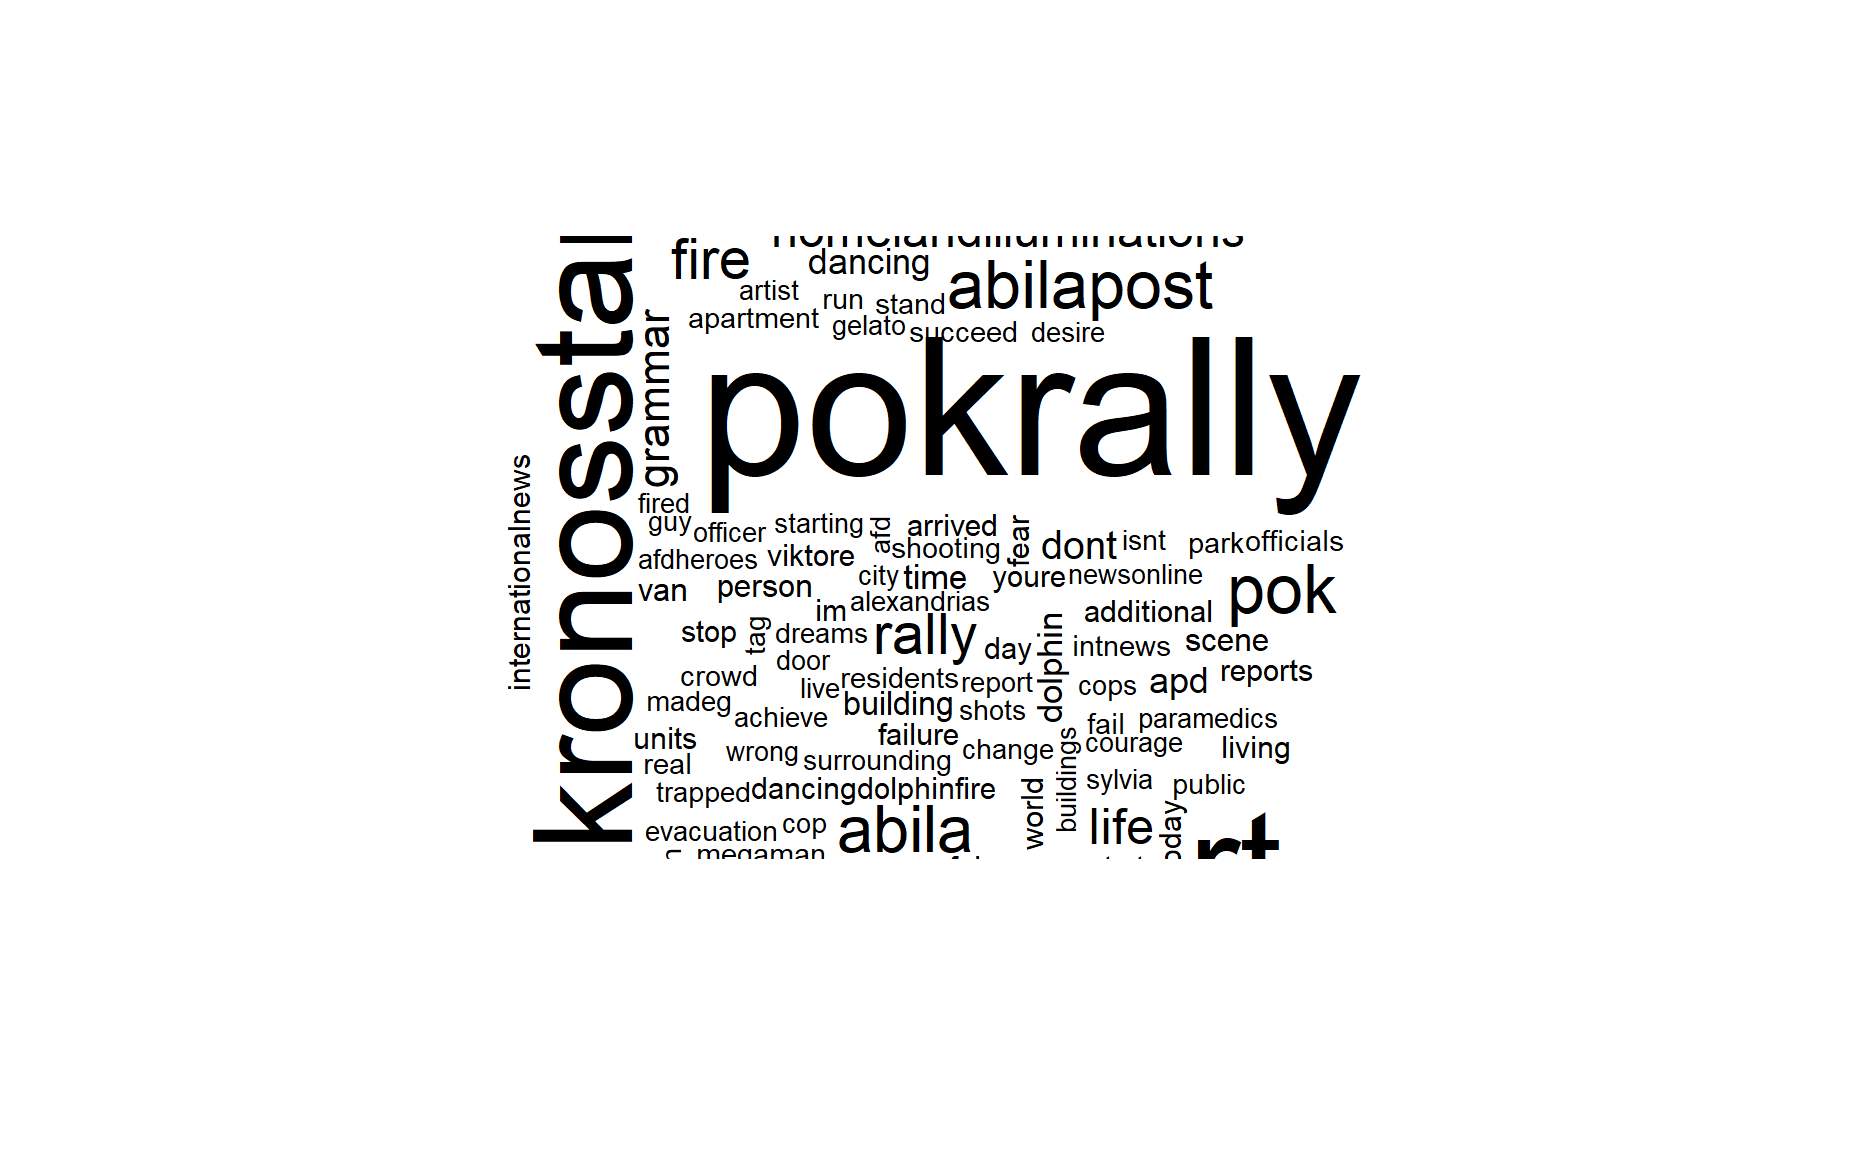 homelandilluminations
fire dancing abilapost
artist run stand
apartment gelato succeed desire
kronosstar
grammar
pokrally
internationalnews
fired
guy officer starting afd arrived fear dont isnt park officials
afdheroes viktore shooting
van person city time youre newsonline pok
im alexandrias additional
stop tag dreams rally day dolphin intnews scene
door
crowd live residents report cops apd reports
madeg achieve building shots fail paramedics
units failure
real wrong surrounding change buildings courage living
trapped dancingdolphinfire world sylvia public
evacuation cop abila life
megaman rt